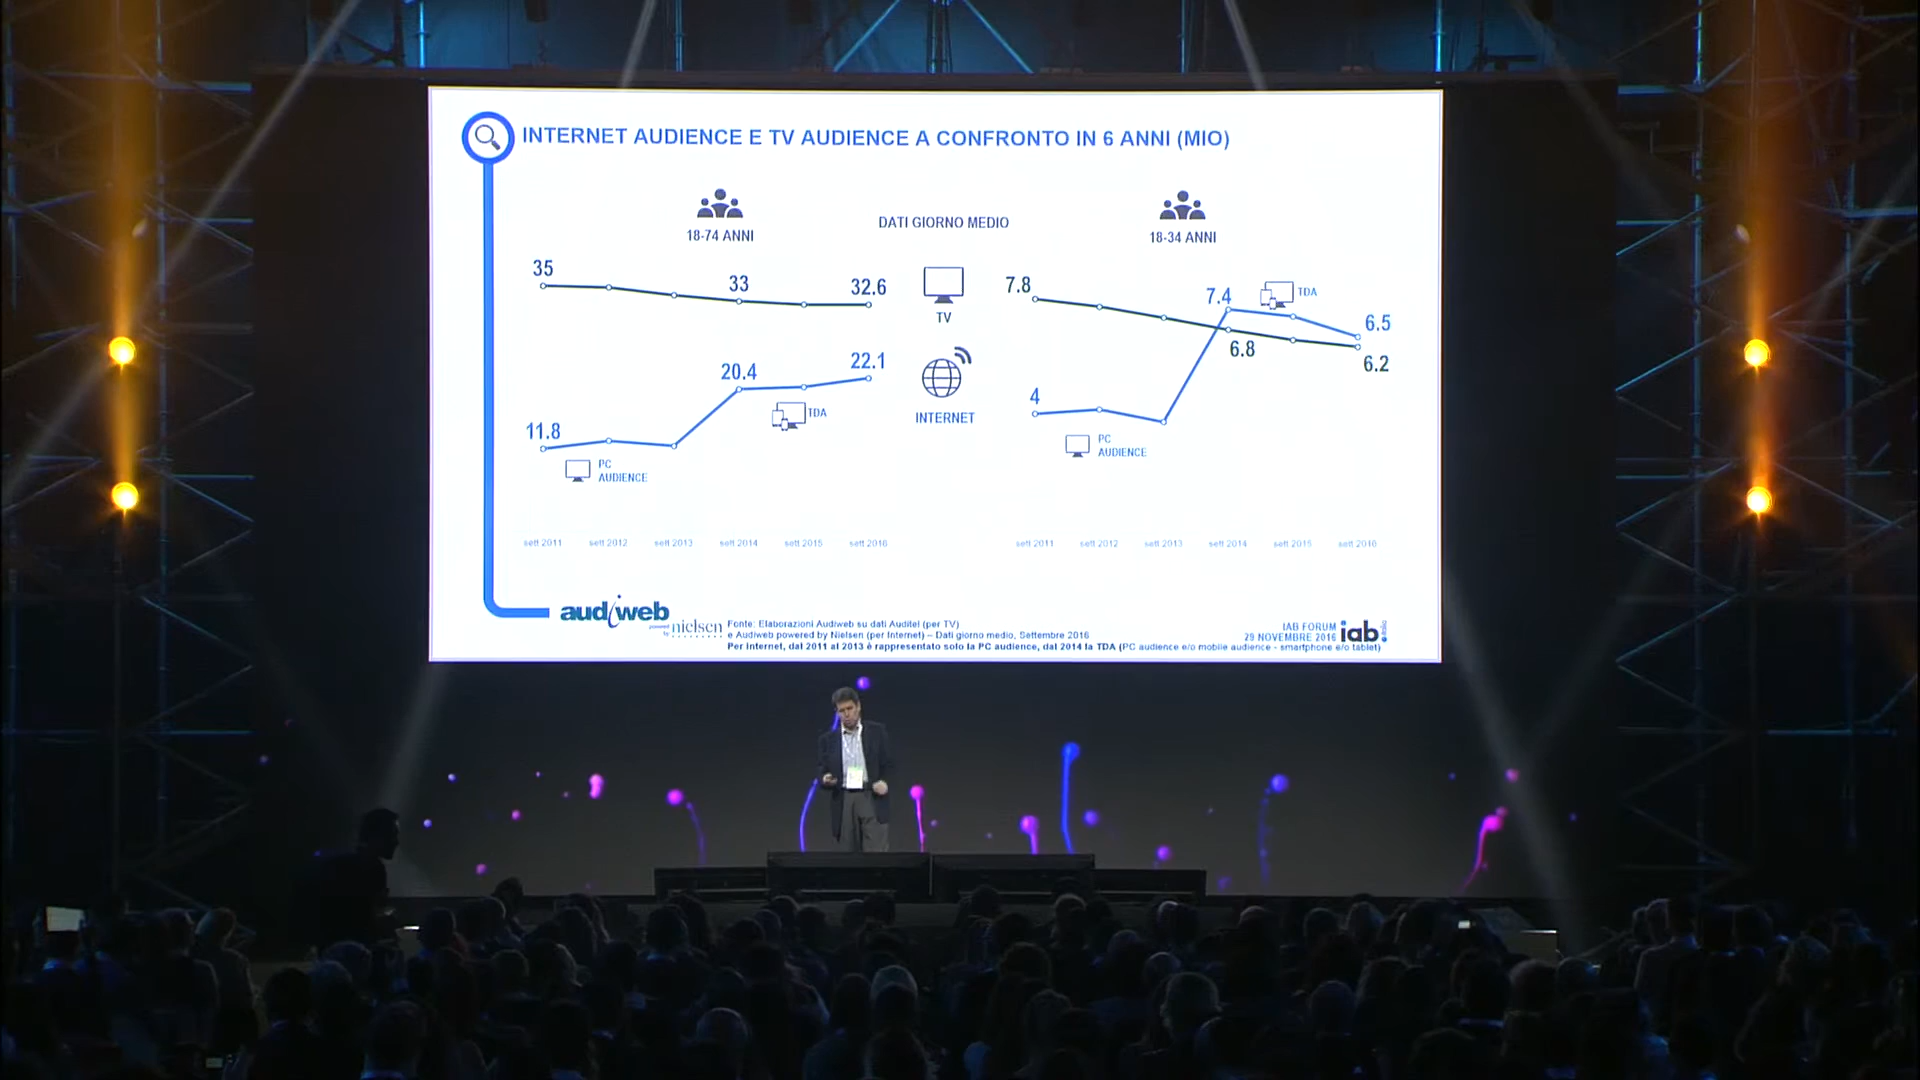 INTERNET AUDIENCE E TV AUDIENCE A CONFRONTO IN 6 ANNI (MIO)
18-74 ANNI
DATI GIORNO MEDIO
18-34 ANNI
35
33
32.6
TV
11.8
20.4
22.1
TDA
PC
AUDIENCE
INTERNET
7.8
7.4
TDA
6.5
6.8
6.2
4
PC
AUDIENCE
sett 2011 sett 2012 sett 2013 sett 2014 sett 2015 sett 2016
sett 2011 sett 2012 sett 2013 sett 2014 sett 2015 sett 2016
audiweb
powered by nielsen
Fonte: Elaborazioni Audiweb su dati Auditel (per TV)
e Audiweb powered by Nielsen (per Internet) – Dati giorno medio, Settembre 2016
Per Internet, dal 2011 al 2013 è rappresentato solo la PC audience, dal 2014 la TDA (PC audience e/o mobile audience - smartphone e/o tablet)
IAB FORUM
29 NOVEMBRE 2016
iab italia